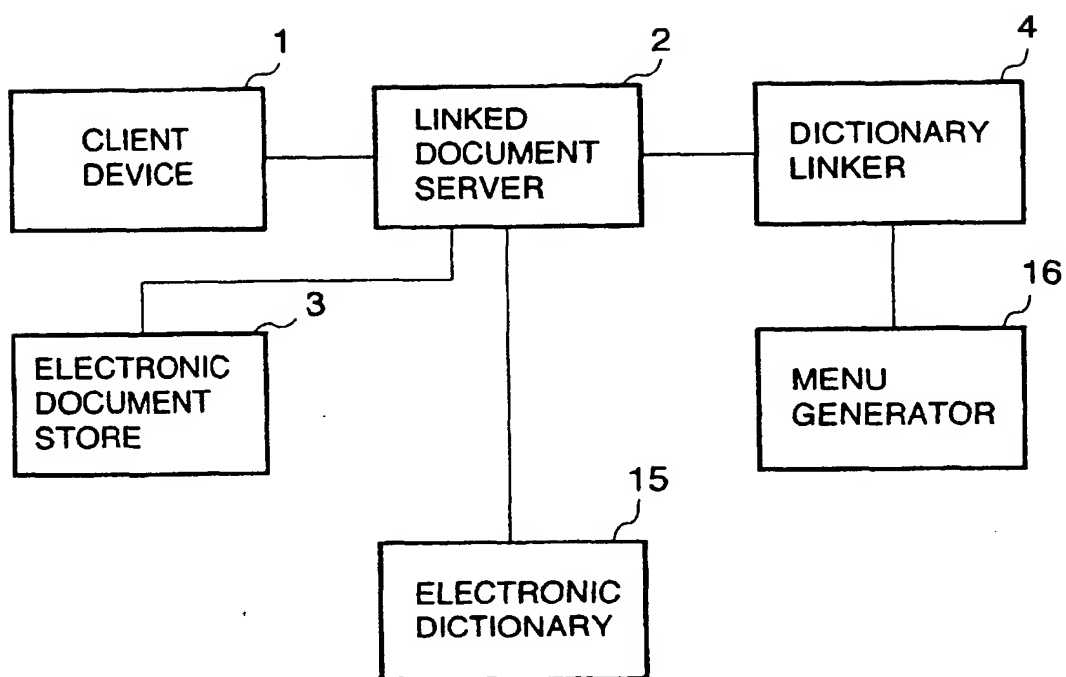 1
CLIENT
DEVICE
2
LINKED
DOCUMENT
SERVER
4
DICTIONARY
LINKER
3
ELECTRONIC
DOCUMENT
STORE
16
MENU
GENERATOR
15
ELECTRONIC
DICTIONARY